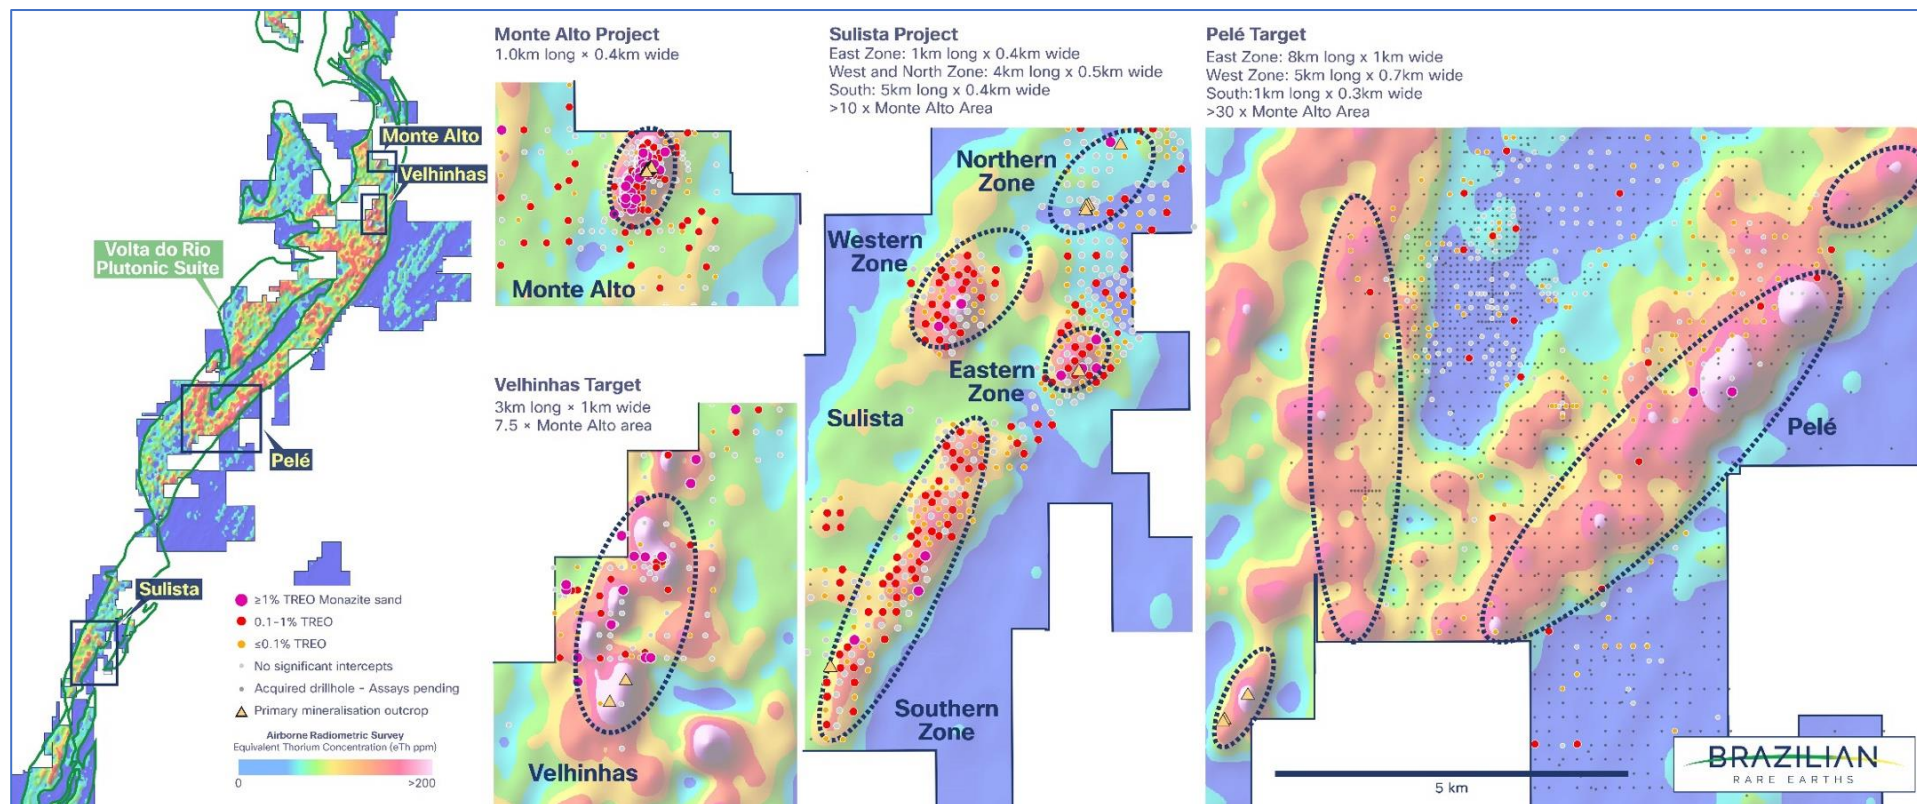 Monte Alto
Velhinhas
Volta do Rio
Plutonic Suite
Pelé
Sulista
≥1% TREO Monazite sand
0.1–1% TREO
≤0.1% TREO
No significant intercepts
Acquired drillhole – Assays pending
Primary mineralisation outcrop
Airborne Radiometric Survey
Equivalent Thorium Concentration (eTh ppm)
0
>200
Monte Alto Project
1.0km long × 0.4km wide
Monte Alto
Velhinhas Target
3km long × 1km wide
7.5 × Monte Alto area
Velhinhas
Sulista Project
East Zone: 1km long x 0.4km wide
West and North Zone: 4km long x 0.5km wide
South: 5km long x 0.4km wide
>10 x Monte Alto Area
Northern
Zone
Western
Zone
Eastern
Zone
Sulista
Southern
Zone
Pelé Target
East Zone: 8km long x 1km wide
West Zone: 5km long x 0.7km wide
South:1km long x 0.3km wide
>30 x Monte Alto Area
Pelé
5 km
BRAZILIAN
RARE EARTHS